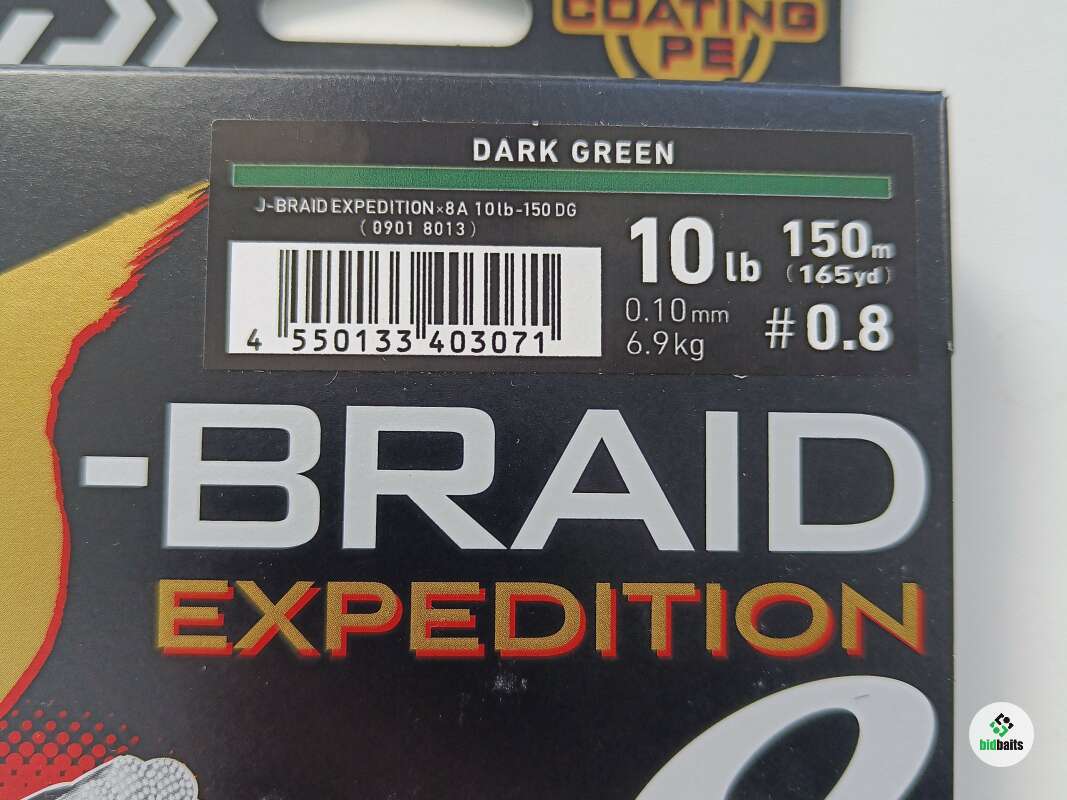 COATING
PE
DARK GREEN
J-BRAID EXPEDITION×8A 10lb-150 DG
(0901 8013)
4 550133 403071
10lb
150m
(165yd)
0.10mm
6.9kg
#0.8
J-BRAID
EXPEDITION
bidbaits